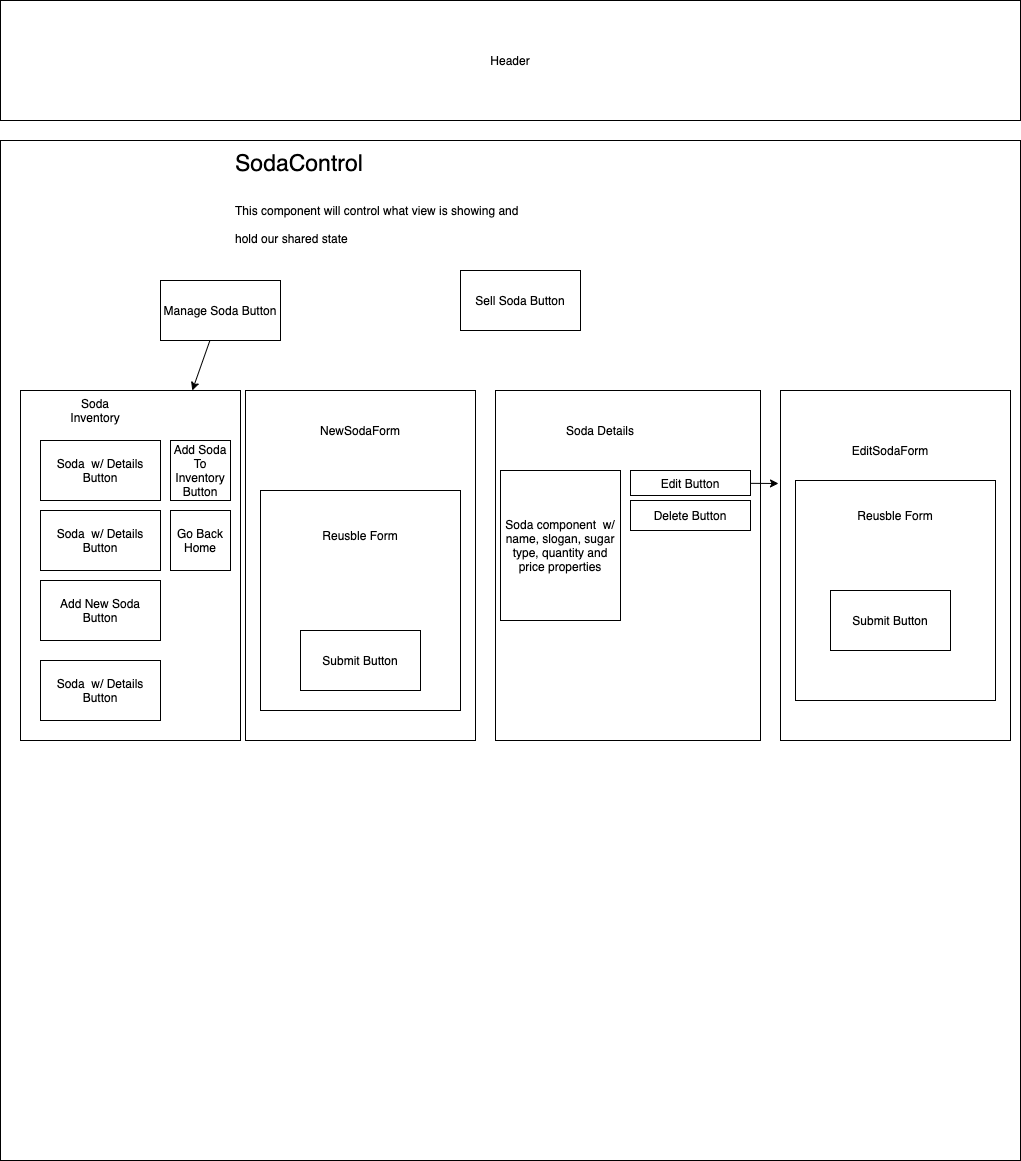 Header
SodaControl
This component will control what view is showing and
hold our shared state
Manage Soda Button
Sell Soda Button
Soda
Inventory
Soda w/ Details
Button
Add Soda
To
Inventory
Button
Soda w/ Details
Button
Go Back
Home
Add New Soda
Button
Soda w/ Details
Button
NewSodaForm
Reusble Form
Submit Button
Soda Details
Soda component w/
name, slogan, sugar
type, quantity and
price properties
Edit Button
Delete Button
EditSodaForm
Reusble Form
Submit Button